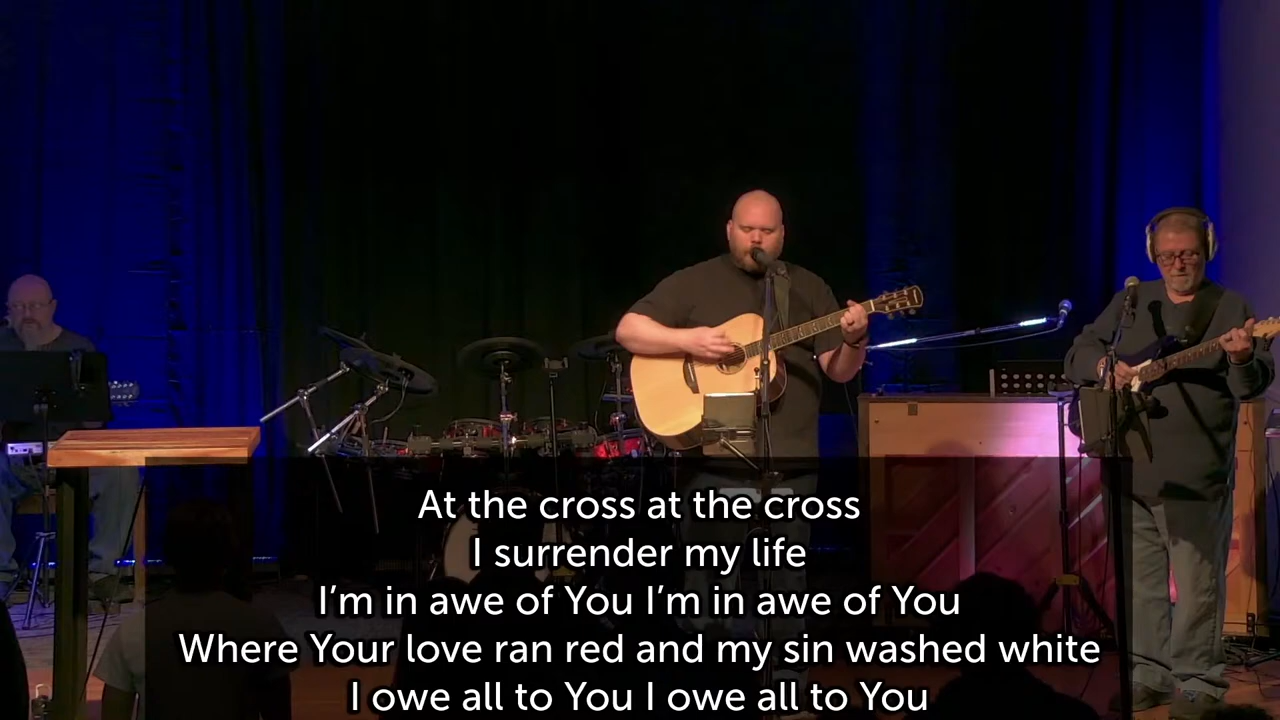 At the cross at the cross
I surrender my life
I’m in awe of You I’m in awe of You
Where Your love ran red and my sin washed white
I owe all to You I owe all to You